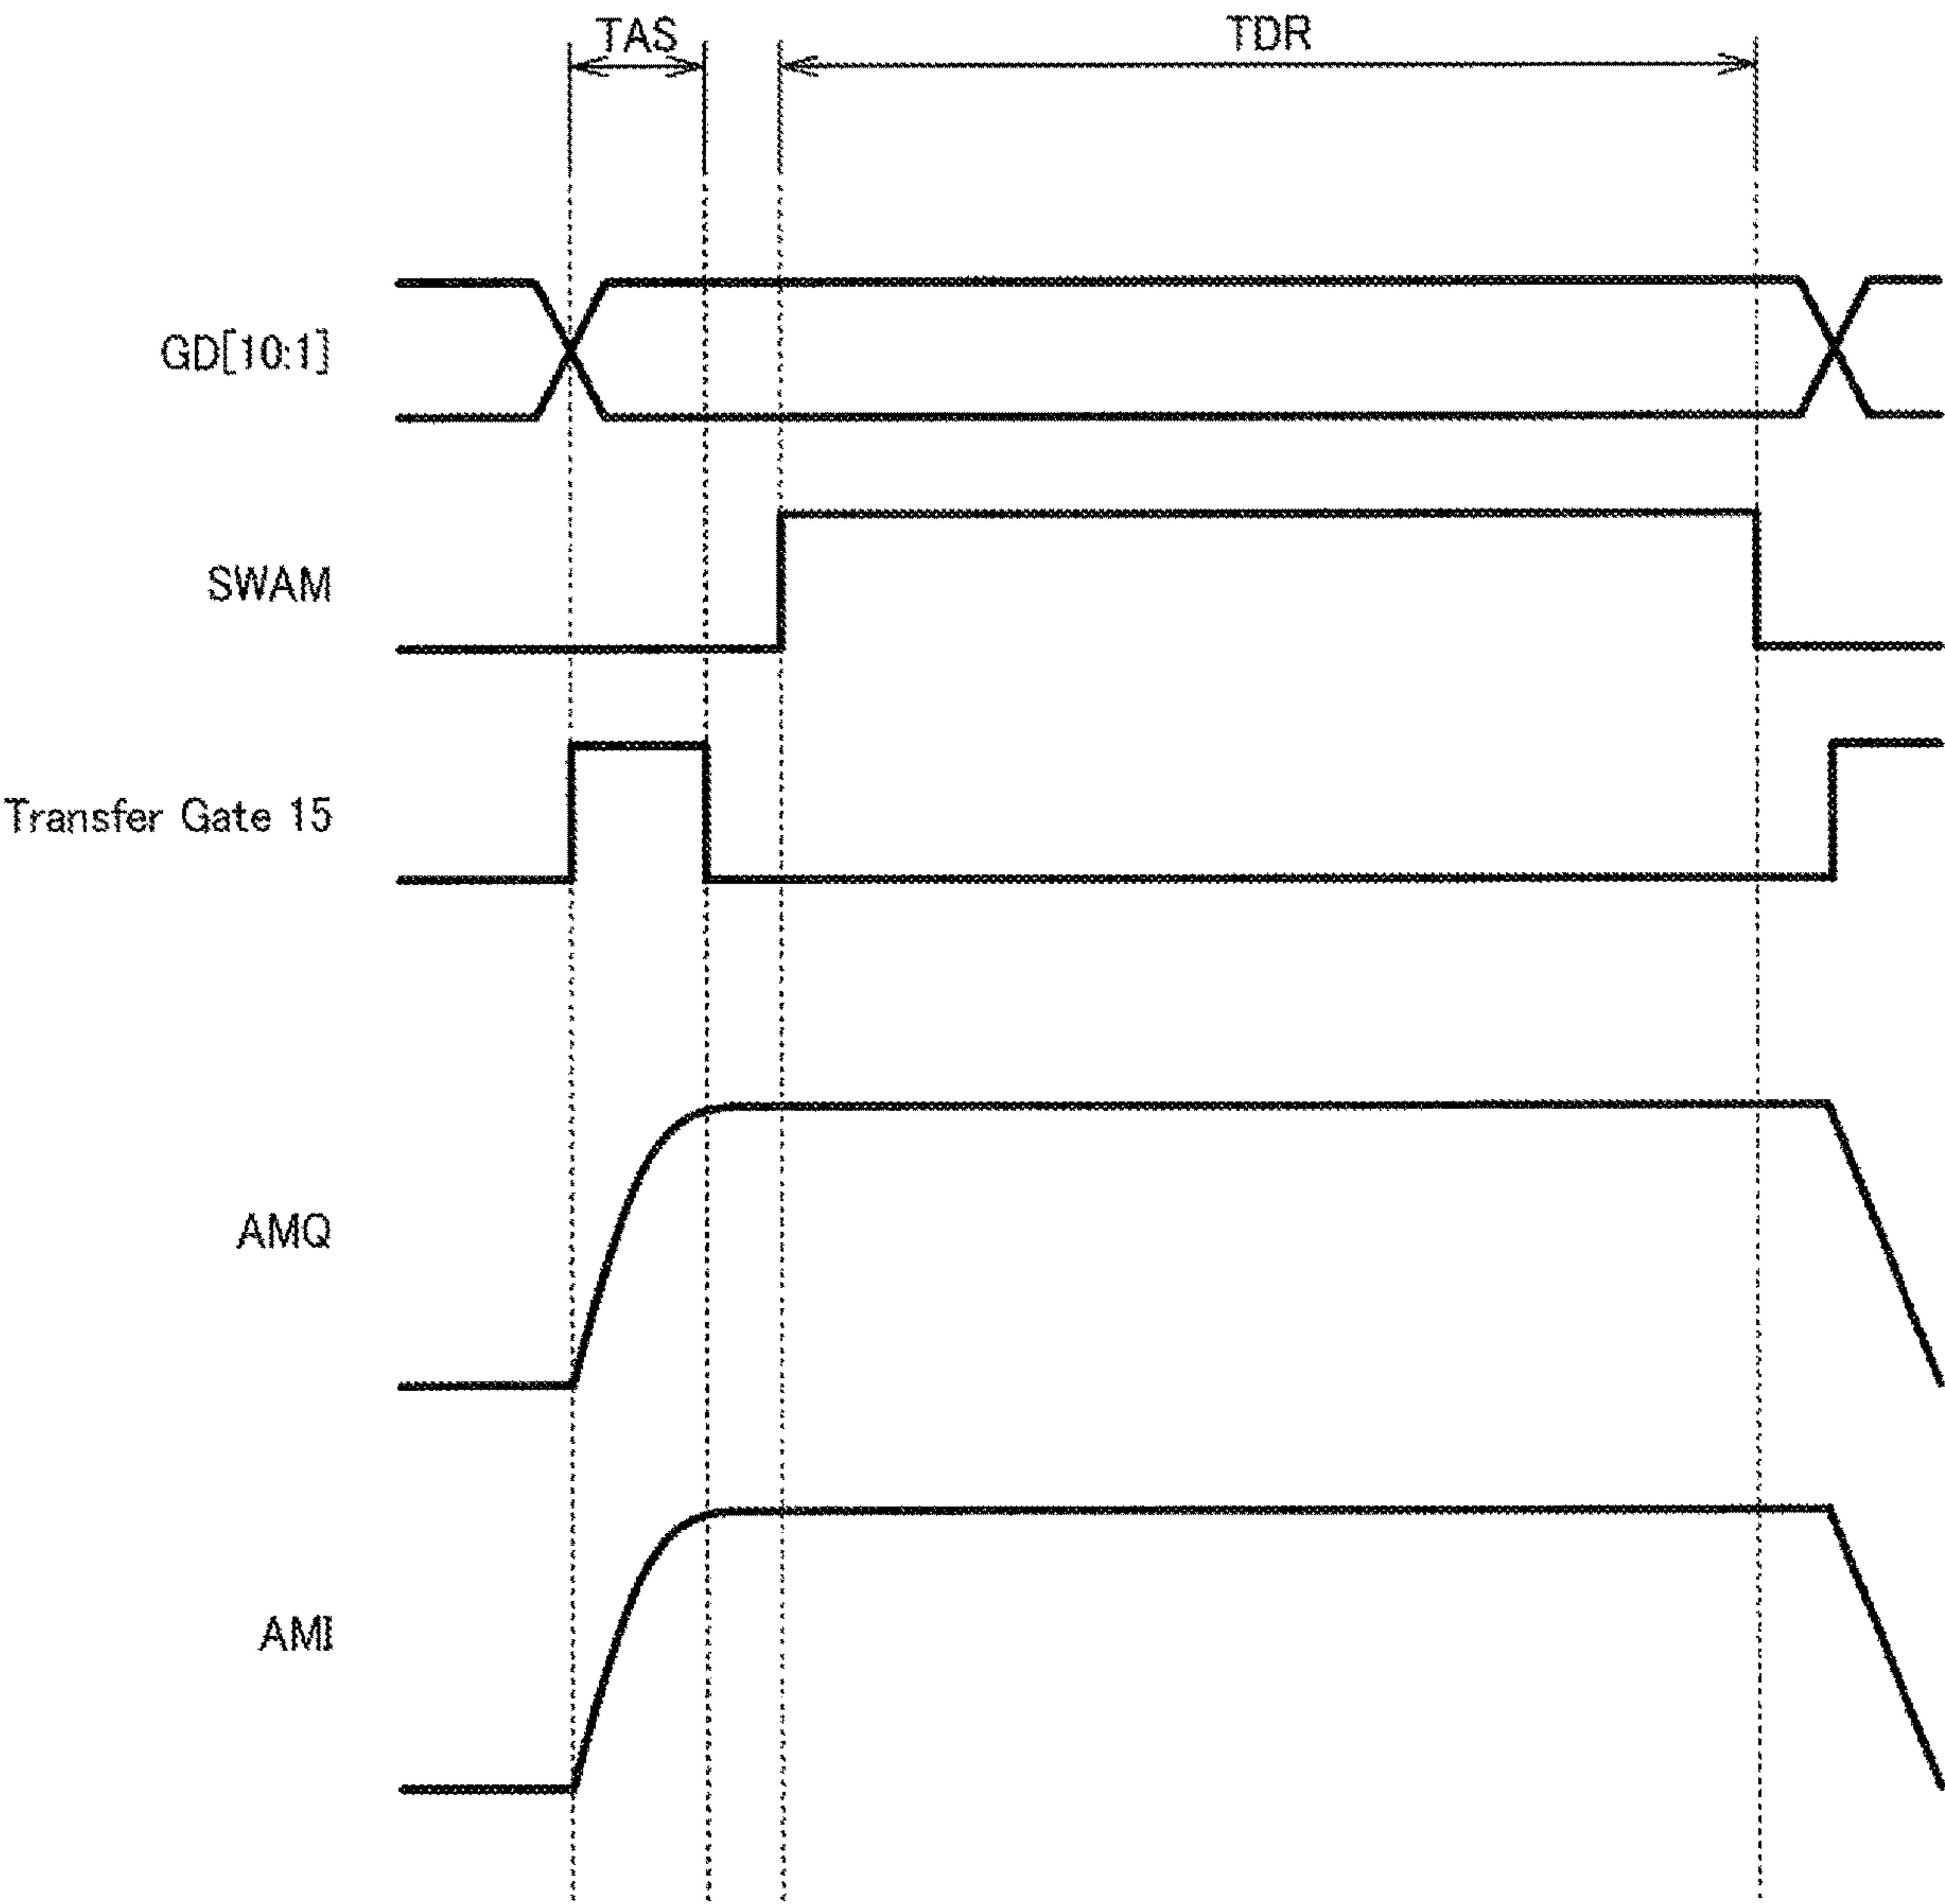 TAS TDR
GD[10:1]
SWAM
Transfer Gate 15
AMQ
AMI